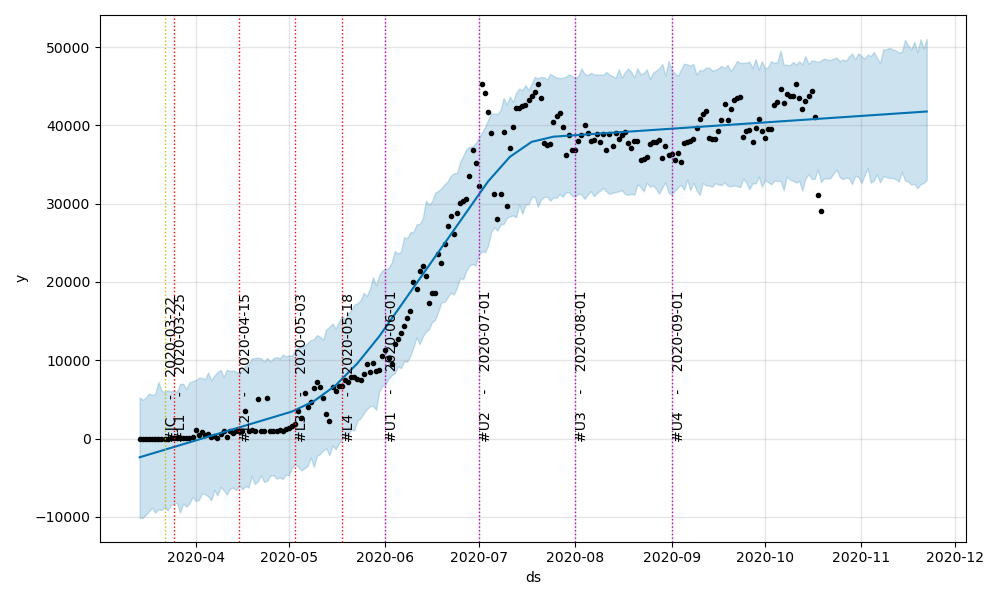 50000
40000
30000
20000
10000
0
−10000
y
#JC - 2020-03-22
#L1 - 2020-03-25
#L2 - 2020-04-15
#L3 - 2020-05-03
#L4 - 2020-05-18
#U1 - 2020-06-01
#U2 - 2020-07-01
#U3 - 2020-08-01
#U4 - 2020-09-01
2020-04
2020-05
2020-06
2020-07
2020-08
2020-09
2020-10
2020-11
2020-12
ds